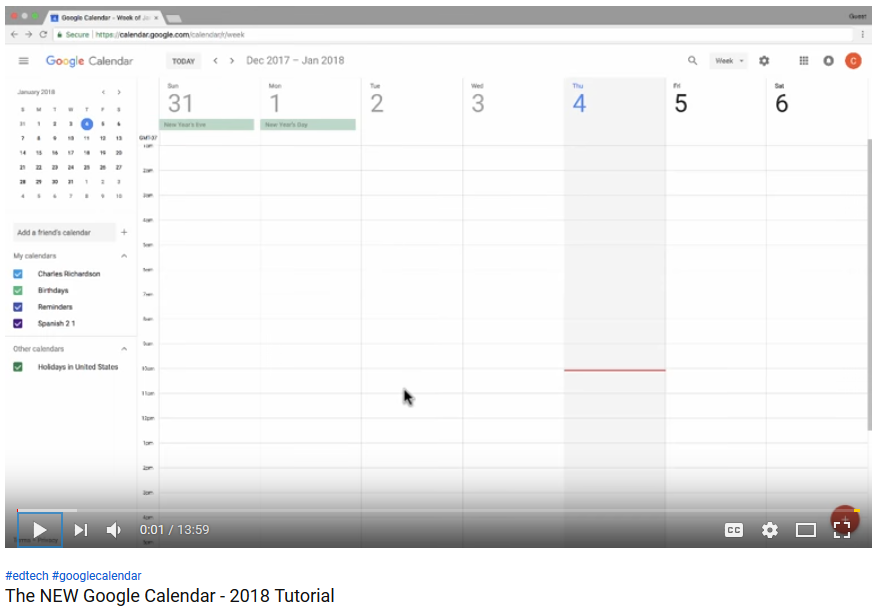 Google Calendar - Week of Ja
Guest
Secure https://calendar.google.com/calendar/r/week
Google Calendar TODAY Dec 2017 – Jan 2018 Week C
January 2018
S M T W T F S
31 1 2 3 4 5 6
7 8 9 10 11 12 13
14 15 16 17 18 19 20
21 22 23 24 25 26 27
28 29 30 31 1 2 3
4 5 6 7 8 9 10
Add a friend's calendar +
My calendars
Charles Richardson
Birthdays
Reminders
Spanish 2 1
Other calendars
Holidays in United States
Sun Mon Tue Wed Thu Fri Sat
31 1 2 3 4 5 6
New Year's Eve New Year's Day
GMT-07
1am
2am
3am
4am
5am
6am
7am
8am
9am
10am
11am
12pm
1pm
2pm
3pm
4pm
5pm
Terms – Privacy
0:01 / 13:59 CC
#edtech #googlecalendar
The NEW Google Calendar - 2018 Tutorial